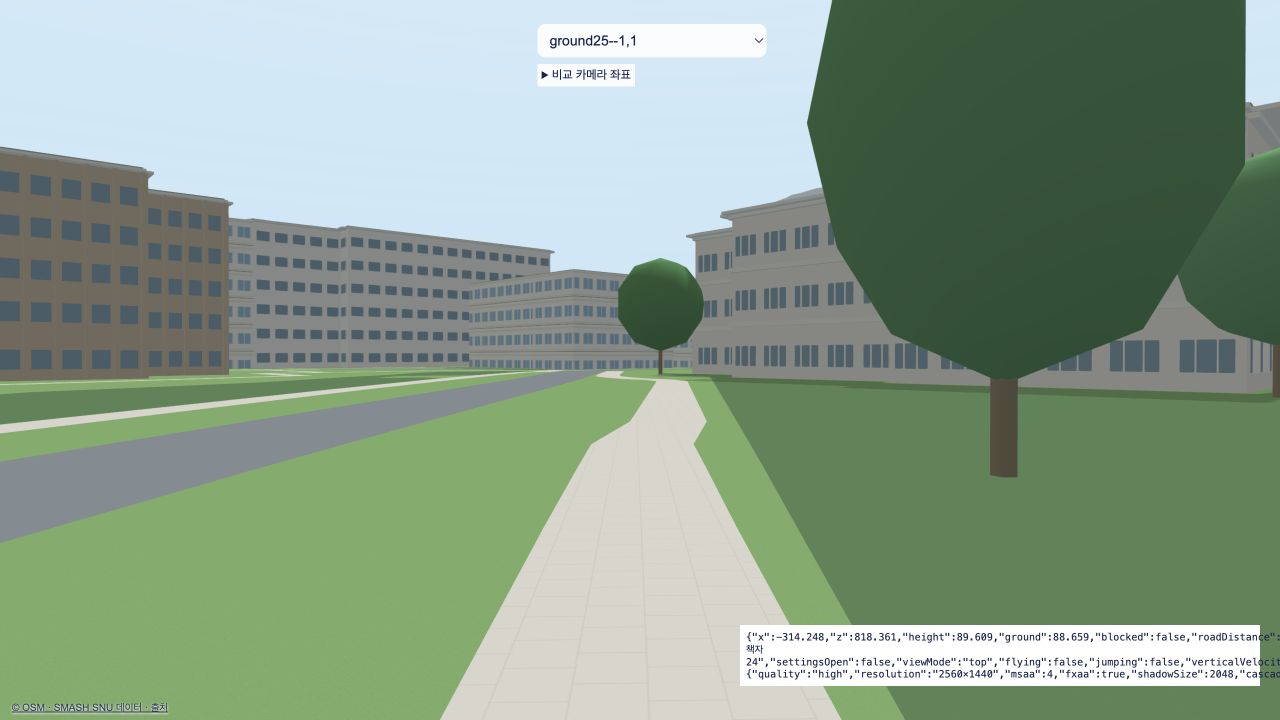 ground25--1,1
▶ 비교 카메라 좌표
{"x":−314.248,"z":818.361,"height":89.609,"ground":88.659,"blocked":false,"roadDistance":
책자
24","settingsOpen":false,"viewMode":"top","flying":false,"jumping":false,"verticalVelocit
{"quality":"high","resolution":"2560×1440","msaa":4,"fxaa":true,"shadowSize":2048,"cascad
© OSM · SMASH SNU 데이터 · 출처